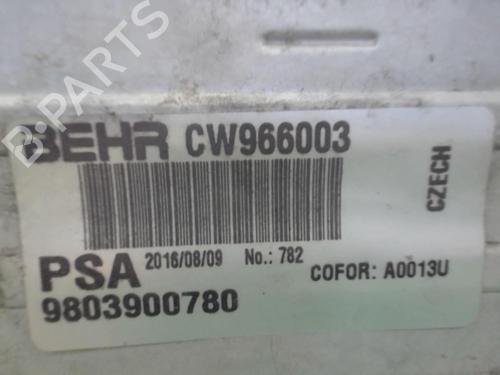 B-PARTS
BEHR CW966003
CZECH
PSA 2016/08/09 No.: 782
COFOR: A0013U
9803900780